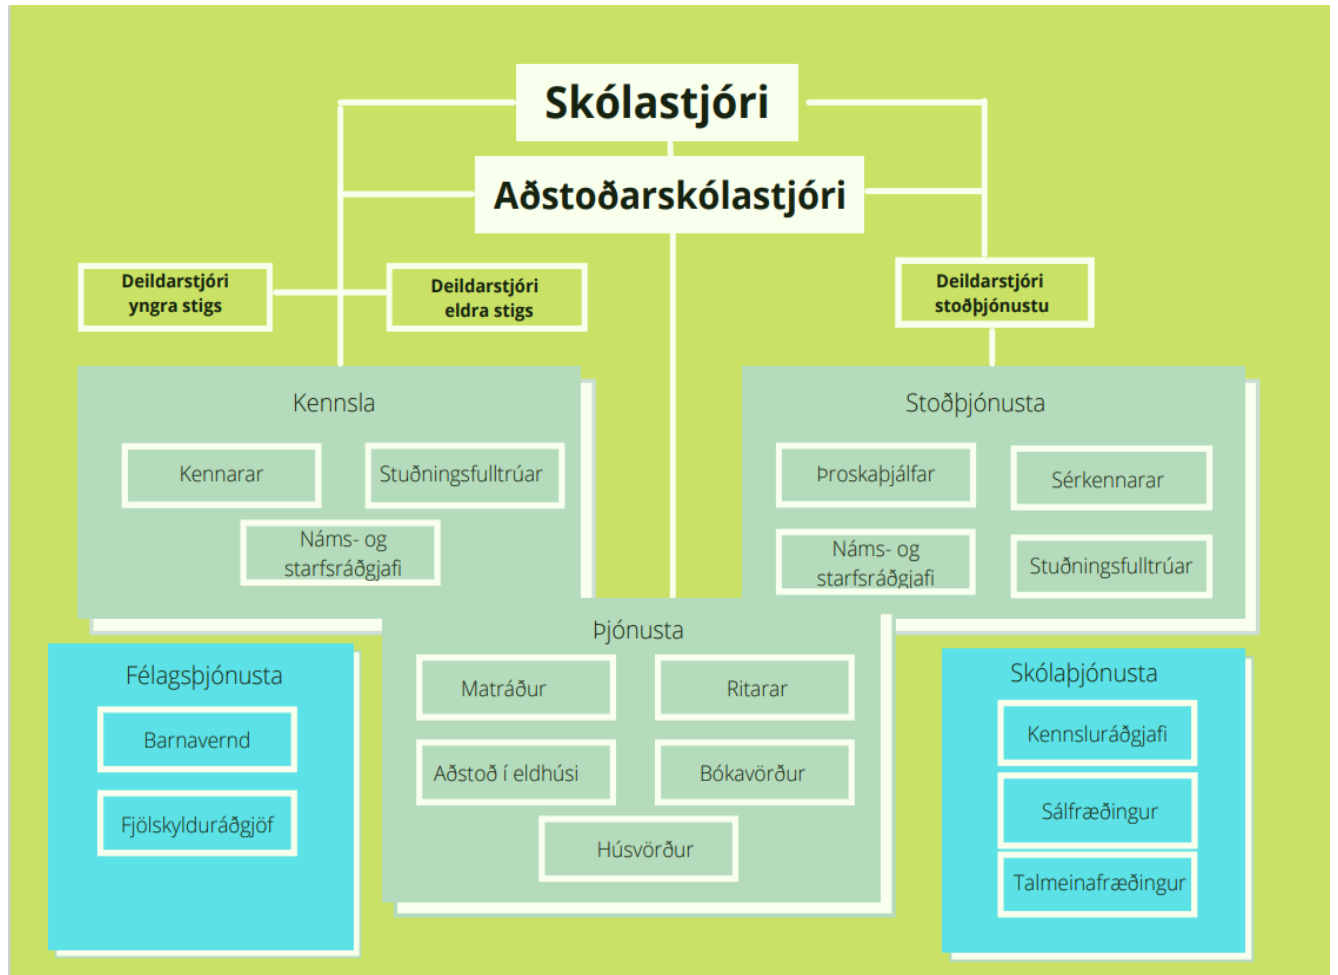 Skólastjóri
Aðstoðarskólastjóri
Deildarstjóri
yngra stigs
Deildarstjóri
eldra stigs
Deildarstjóri
stoðþjónustu
Kennsla
Kennarar
Stuðningsfulltrúar
Náms- og
starfsráðgjafi
Stoðþjónusta
Þroskaþjálfar
Sérkennarar
Náms- og
starfsráðgjafi
Stuðningsfulltrúar
Þjónusta
Matráður
Ritarar
Aðstoð í eldhúsi
Bókavörður
Húsvörður
Félagsþjónusta
Barnavernd
Fjölskylduráðgjöf
Skólaþjónusta
Kennsluráðgjafi
Sálfræðingur
Talmeinafræðingur